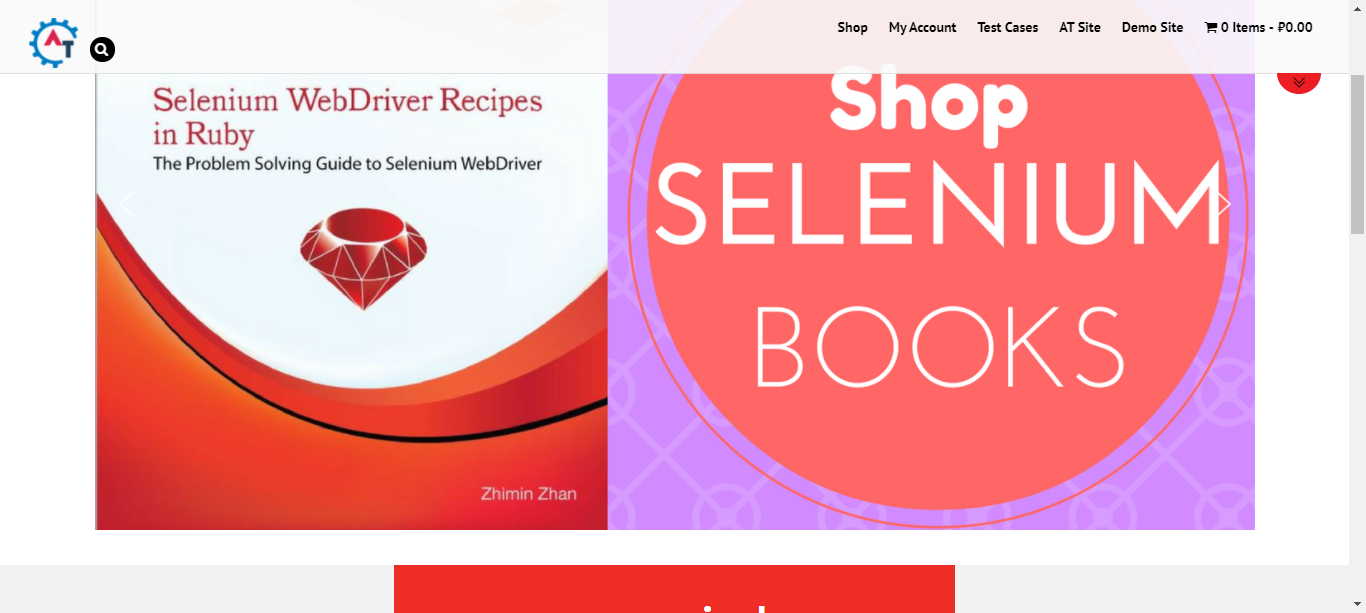 AT
Shop My Account Test Cases AT Site Demo Site 0 Items - ₽0.00
Selenium WebDriver Recipes
in Ruby
The Problem Solving Guide to Selenium WebDriver
Zhimin Zhan
Shop
SELENIUM
BOOKS